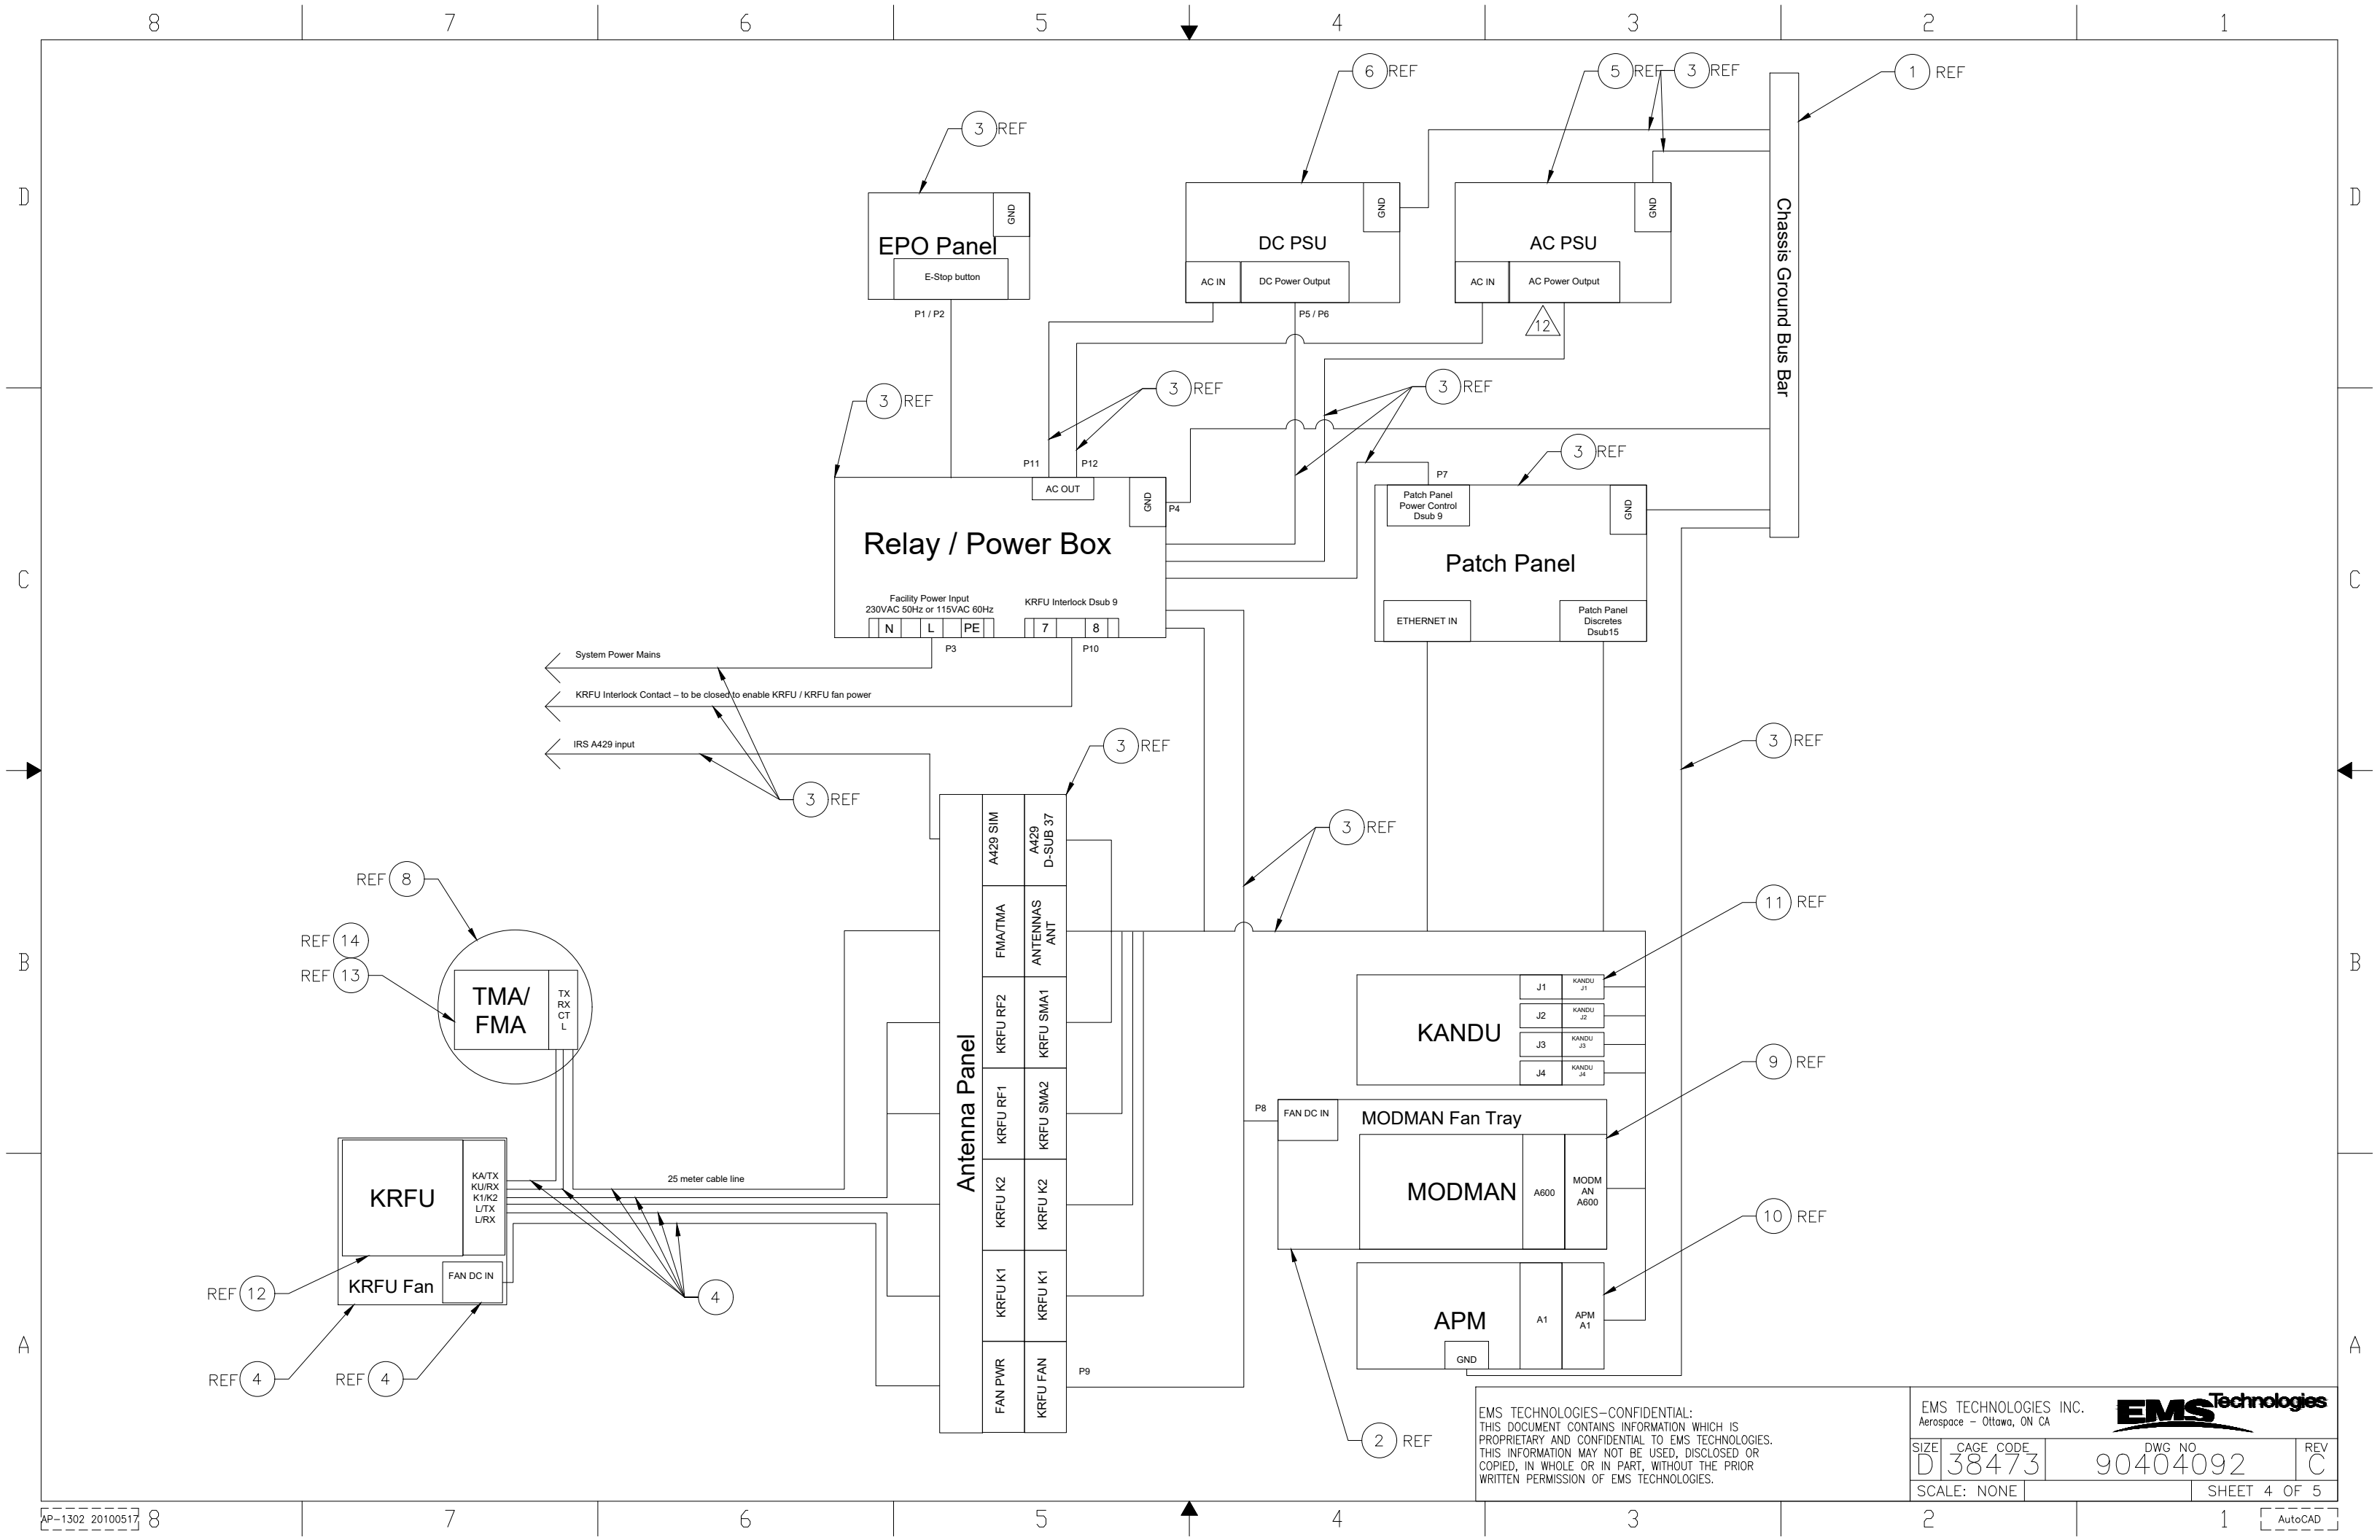 8 7 6 5 4 3 2 1
6 REF
5 REF
3 REF
1 REF
3 REF
D
D
GND
EPO Panel
E-Stop button
P1 / P2
GND
DC PSU
AC IN
DC Power Output
P5 / P6
GND
AC PSU
AC IN
AC Power Output
12
Chassis Ground Bus Bar
3 REF
3 REF
3 REF
3 REF
P11
P12
AC OUT
GND
P4
Relay / Power Box
Facility Power Input
230VAC 50Hz or 115VAC 60Hz
N L PE
KRFU Interlock Dsub 9
7 8
P3
P10
P7
Patch Panel
Power Control
Dsub 9
GND
Patch Panel
ETHERNET IN
Patch Panel
Discretes
Dsub15
C
C
System Power Mains
KRFU Interlock Contact – to be closed to enable KRFU / KRFU fan power
IRS A429 input
3 REF
3 REF
3 REF
3 REF
REF 8
REF 14
REF 13
11 REF
B
B
TMA/
FMA
TX
RX
CT
L
Antenna Panel
A429 SIM
A429
D-SUB 37
FMA/TMA
ANTENNAS
ANT
KRFU RF2
KRFU SMA1
KRFU RF1
KRFU SMA2
KRFU K2
KRFU K2
KRFU K1
KRFU K1
FAN PWR
KRFU FAN
P9
KANDU
J1
KANDU
J1
J2
KANDU
J2
J3
KANDU
J3
J4
KANDU
J4
9 REF
P8
FAN DC IN
MODMAN Fan Tray
MODMAN
A600
MODM
AN
A600
10 REF
APM
A1
APM
A1
GND
KRFU
KA/TX
KU/RX
K1/K2
L/TX
L/RX
25 meter cable line
KRFU Fan
FAN DC IN
REF 12
4
REF 4
REF 4
A
A
2 REF
EMS TECHNOLOGIES–CONFIDENTIAL:
THIS DOCUMENT CONTAINS INFORMATION WHICH IS
PROPRIETARY AND CONFIDENTIAL TO EMS TECHNOLOGIES.
THIS INFORMATION MAY NOT BE USED, DISCLOSED OR
COPIED, IN WHOLE OR IN PART, WITHOUT THE PRIOR
WRITTEN PERMISSION OF EMS TECHNOLOGIES.
EMS TECHNOLOGIES INC.
Aerospace – Ottawa, ON CA
EMS Technologies
SIZE
D
CAGE CODE
38473
DWG NO
90404092
REV
C
SCALE: NONE
SHEET 4 OF 5
AP–1302 20100517
8 7 6 5 4 3 2 1
AutoCAD